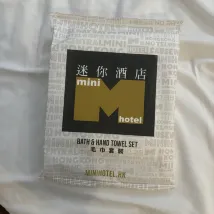 迷你酒店
mini
M
hotel
BATH & HAND TOWEL SET
毛巾套裝
MINIHOTEL.HK